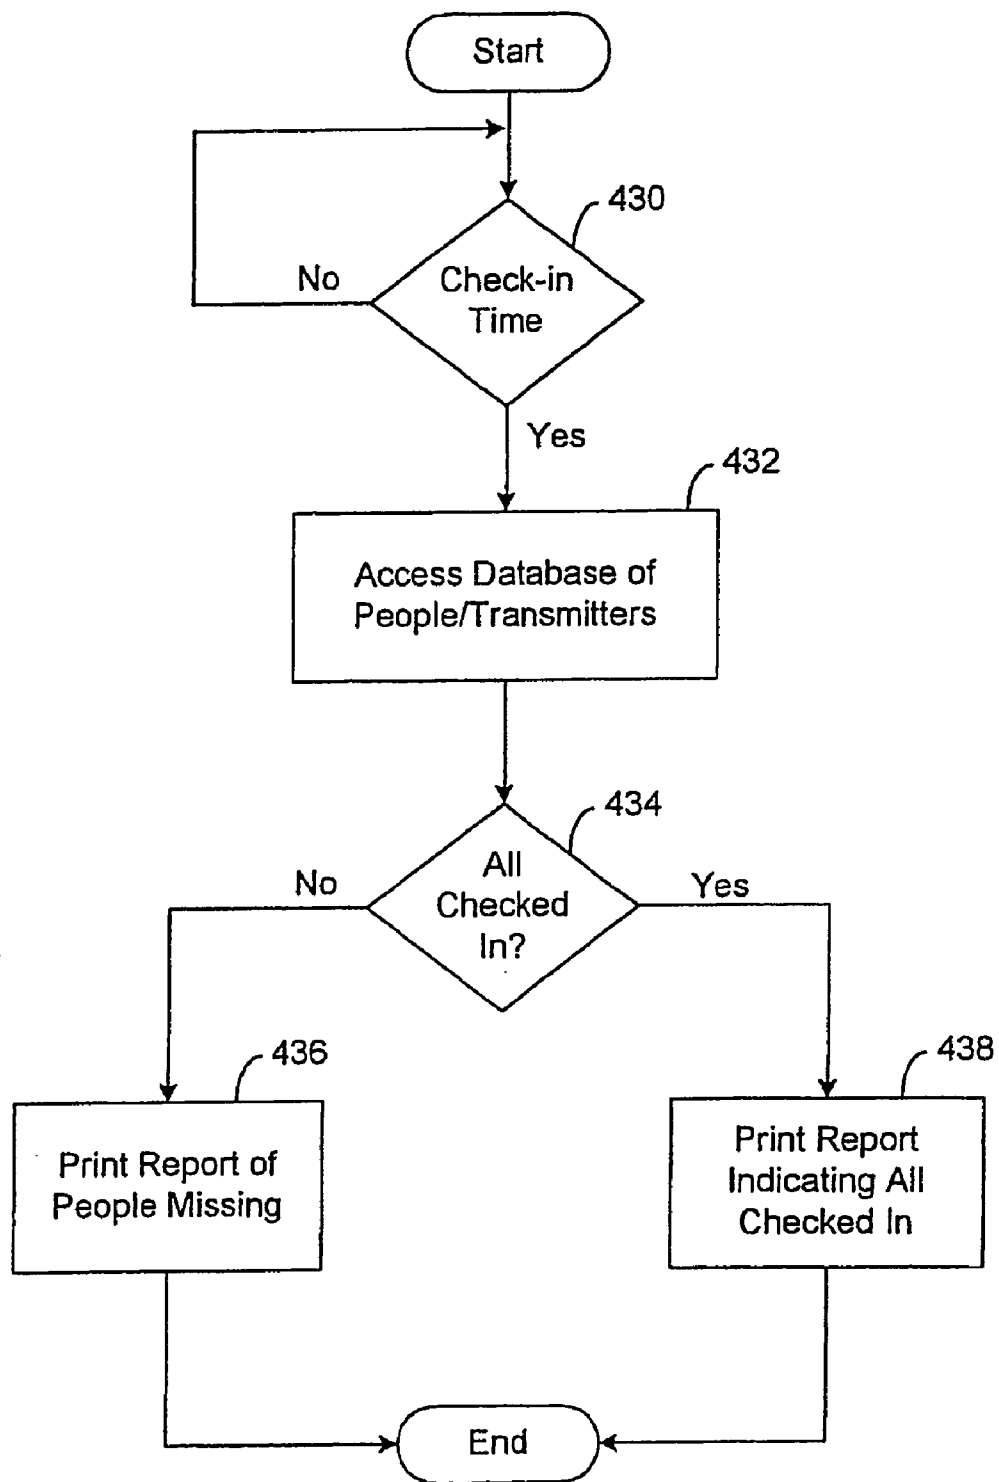 Start
430
Check-in
Time
No
Yes
432
Access Database of
People/Transmitters
434
All
Checked
In?
No
Yes
436
Print Report of
People Missing
438
Print Report
Indicating All
Checked In
End